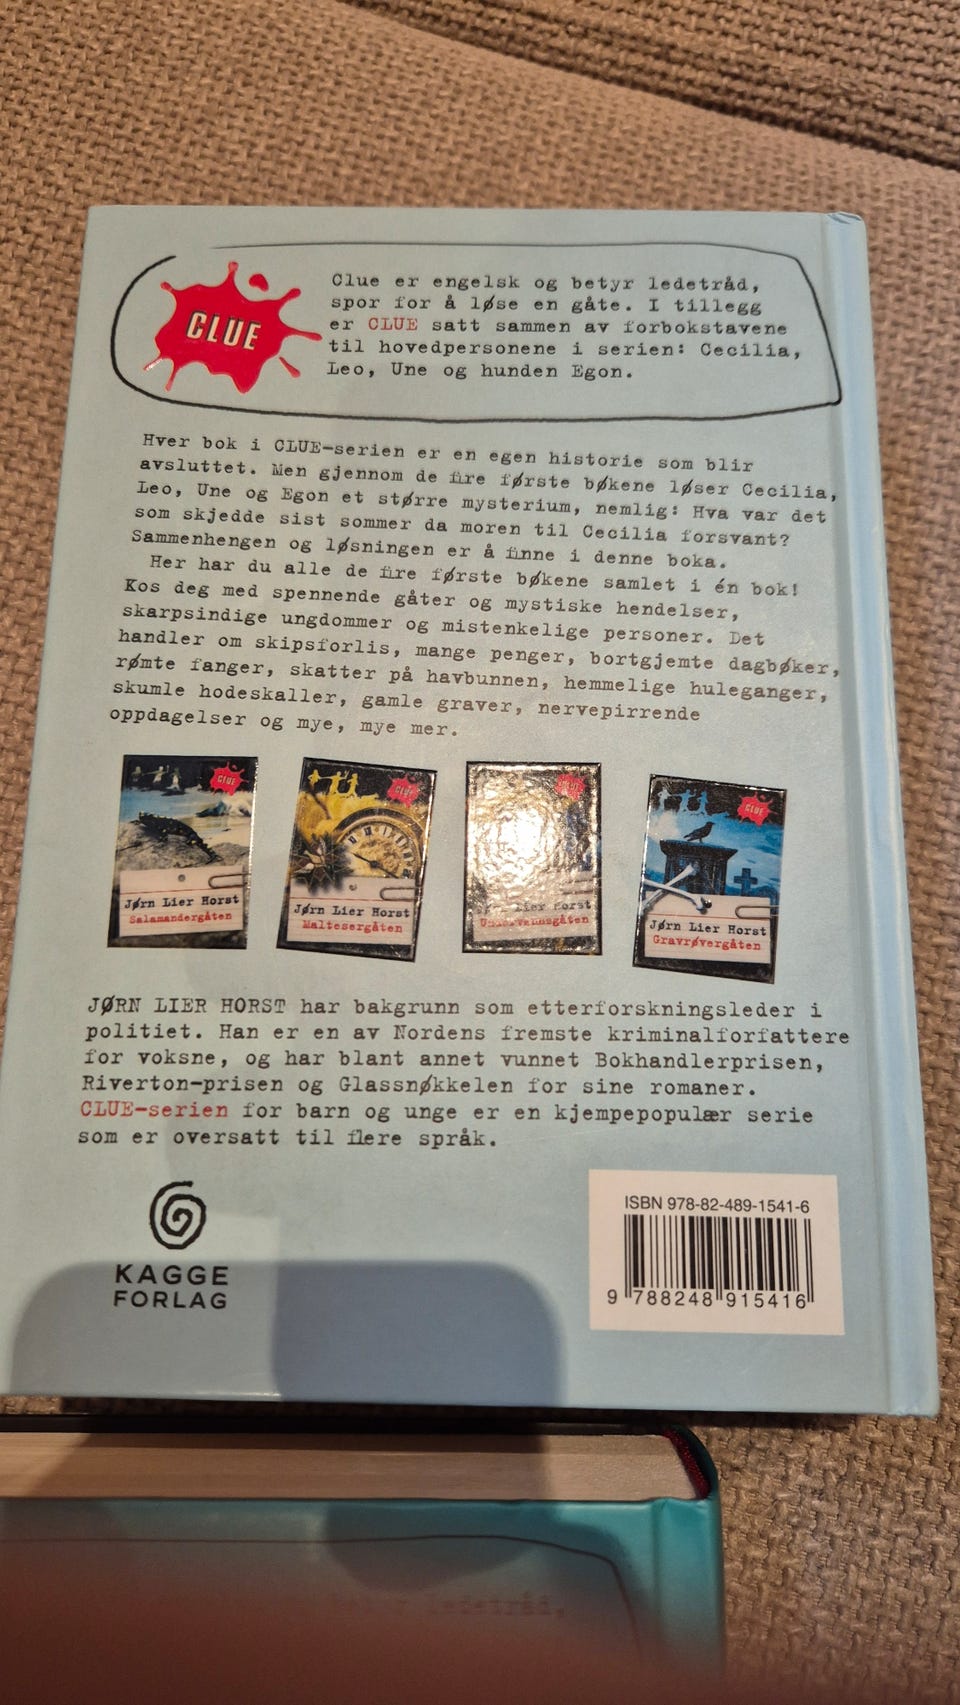 CLUE
Clue er engelsk og betyr ledetråd,
spor for å løse en gåte. I tillegg
er CLUE satt sammen av forbokstavene
til hovedpersonene i serien: Cecilia,
Leo, Une og hunden Egon.
Hver bok i CLUE-serien er en egen historie som blir
avsluttet. Men gjennom de fire første bøkene løser Cecilia,
Leo, Une og Egon et større mysterium, nemlig: Hva var det
som skjedde sist sommer da moren til Cecilia forsvant?
Sammenhengen og løsningen er å finne i denne boka.
Her har du alle de fire første bøkene samlet i én bok!
Kos deg med spennende gåter og mystiske hendelser,
skarpsindige ungdommer og mistenkelige personer. Det
handler om skipsforlis, mange penger, bortgjemte dagbøker,
rømte fanger, skatter på havbunnen, hemmelige huleganger,
skumle hodeskaller, gamle graver, nervepirrende
oppdagelser og mye, mye mer.
CLUE
Jørn Lier Horst
Salamandergåten
CLUE
Jørn Lier Horst
Maltesergåten
CLUE
Jørn Lier Horst
Undervannsgåten
CLUE
Jørn Lier Horst
Gravrøvergåten
JØRN LIER HORST har bakgrunn som etterforskningsleder i
politiet. Han er en av Nordens fremste kriminalforfattere
for voksne, og har blant annet vunnet Bokhandlerprisen,
Riverton-prisen og Glassnøkkelen for sine romaner.
CLUE-serien for barn og unge er en kjempepopulær serie
som er oversatt til flere språk.
KAGGE
FORLAG
ISBN 978-82-489-1541-6
9 788248 915416
betyr ledetråd,